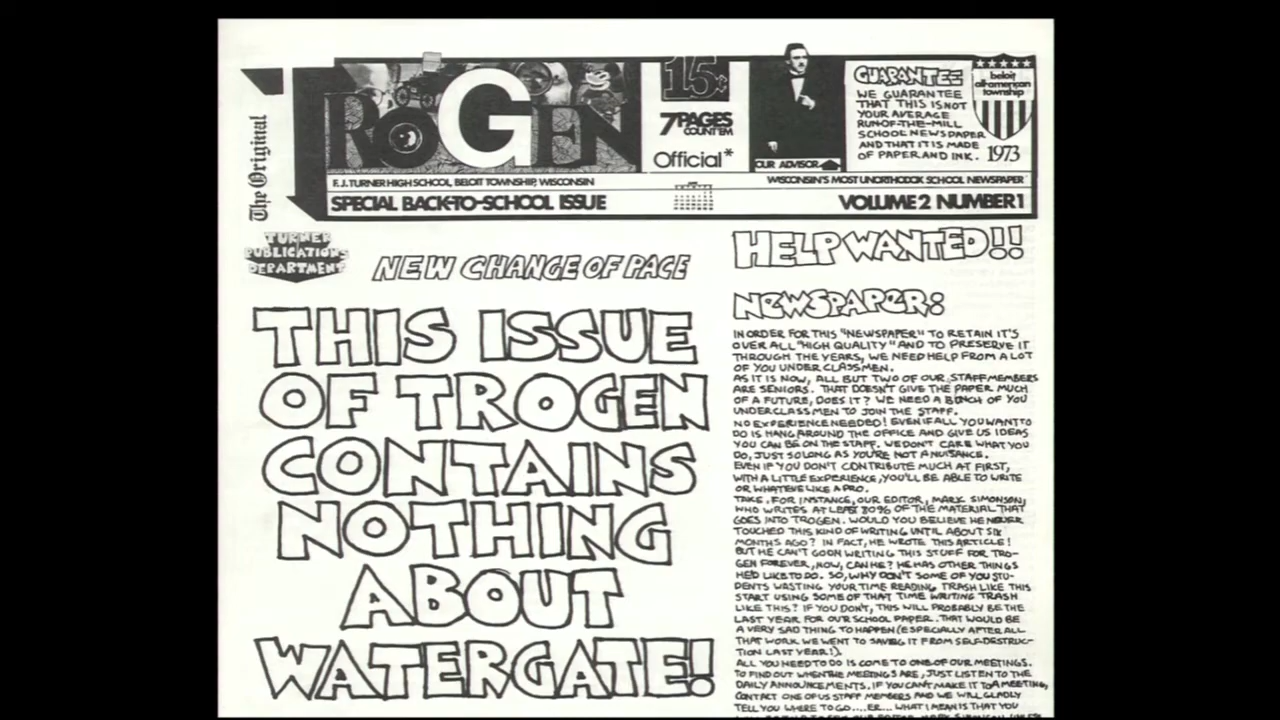 The Original
TROGEN
15¢
7 PAGES
COUNT 'EM
Official*
OUR ADVISOR
GUARANTEE
WE GUARANTEE
THAT THIS IS NOT
YOUR AVERAGE
RUN-OF-THE-MILL
SCHOOL NEWSPAPER
AND THAT IT IS MADE
OF PAPER AND INK.
beloit
all-american
township
1973
F. J. TURNER HIGH SCHOOL, BELOIT TOWNSHIP, WISCONSIN
WISCONSIN'S MOST UNORTHODOX SCHOOL NEWSPAPER
SPECIAL BACK-TO-SCHOOL ISSUE
VOLUME 2 NUMBER 1
TURNER
PUBLICATIONS
DEPARTMENT
NEW CHANGE OF PACE
THIS ISSUE
OF TROGEN
CONTAINS
NOTHING
ABOUT
WATERGATE!
HELP WANTED!!
NEWSPAPER:
IN ORDER FOR THIS "NEWSPAPER" TO RETAIN IT'S
OVER ALL "HIGH QUALITY" AND TO PRESERVE IT
THROUGH THE YEARS, WE NEED HELP FROM A LOT
OF YOU UNDER CLASSMEN.
AS IT IS NOW, ALL BUT TWO OF OUR STAFF MEMBERS
ARE SENIORS. THAT DOESN'T GIVE THE PAPER MUCH
OF A FUTURE, DOES IT? WE NEED A BUNCH OF YOU
UNDERCLASSMEN TO JOIN THE STAFF.
NO EXPERIENCE NEEDED! EVEN IF ALL YOU WANT TO
DO IS HANG AROUND THE OFFICE AND GIVE US IDEAS
YOU CAN BE ON THE STAFF. WE DON'T CARE WHAT YOU
DO, JUST SO LONG AS YOU'RE NOT A NUISANCE.
EVEN IF YOU DON'T CONTRIBUTE MUCH AT FIRST,
WITH A LITTLE EXPERIENCE, YOU'LL BE ABLE TO WRITE
OR WHATEVE LIKE A PRO.
TAKE, FOR INSTANCE, OUR EDITOR, MARK SIMONSON,
WHO WRITES AT LEAST 80% OF THE MATERIAL THAT
GOES INTO TROGEN. WOULD YOU BELIEVE HE NEVER
TOUCHED THIS KIND OF WRITING UNTIL ABOUT SIX
MONTHS AGO? IN FACT, HE WROTE THIS ARTICLE!
BUT HE CAN'T GO ON WRITING THIS STUFF FOR TRO-
GEN FOREVER, NOW, CAN HE? HE HAS OTHER THINGS
HE'D LIKE TO DO. SO, WHY DON'T SOME OF YOU STU-
DENTS WASTING YOUR TIME READING TRASH LIKE THIS
START USING SOME OF THAT TIME WRITING TRASH
LIKE THIS? IF YOU DON'T, THIS WILL PROBABLY BE THE
LAST YEAR FOR OUR SCHOOL PAPER. THAT WOULD BE
A VERY SAD THING TO HAPPEN (ESPECIALLY AFTER ALL
THAT WORK WE WENT TO SAVING IT FROM SELF-DESTRUC-
TION LAST YEAR!).
ALL YOU NEED TO DO IS COME TO ONE OF OUR MEETINGS.
TO FIND OUT WHEN THE MEETINGS ARE, JUST LISTEN TO THE
DAILY ANNOUNCEMENTS. IF YOU CAN'T MAKE IT TO A MEETING,
CONTACT ONE OF US STAFF MEMBERS AND WE WILL GLADLY
TELL YOU WHERE TO GO....ER... WHAT I MEAN IS THAT YOU